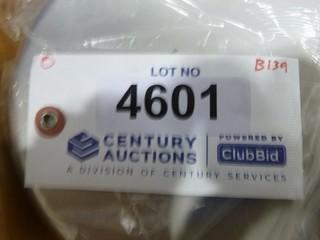 LOT NO
B139
4601
CENTURY AUCTIONS
POWERED BY
ClubBid
A DIVISION OF CENTURY SERVICES